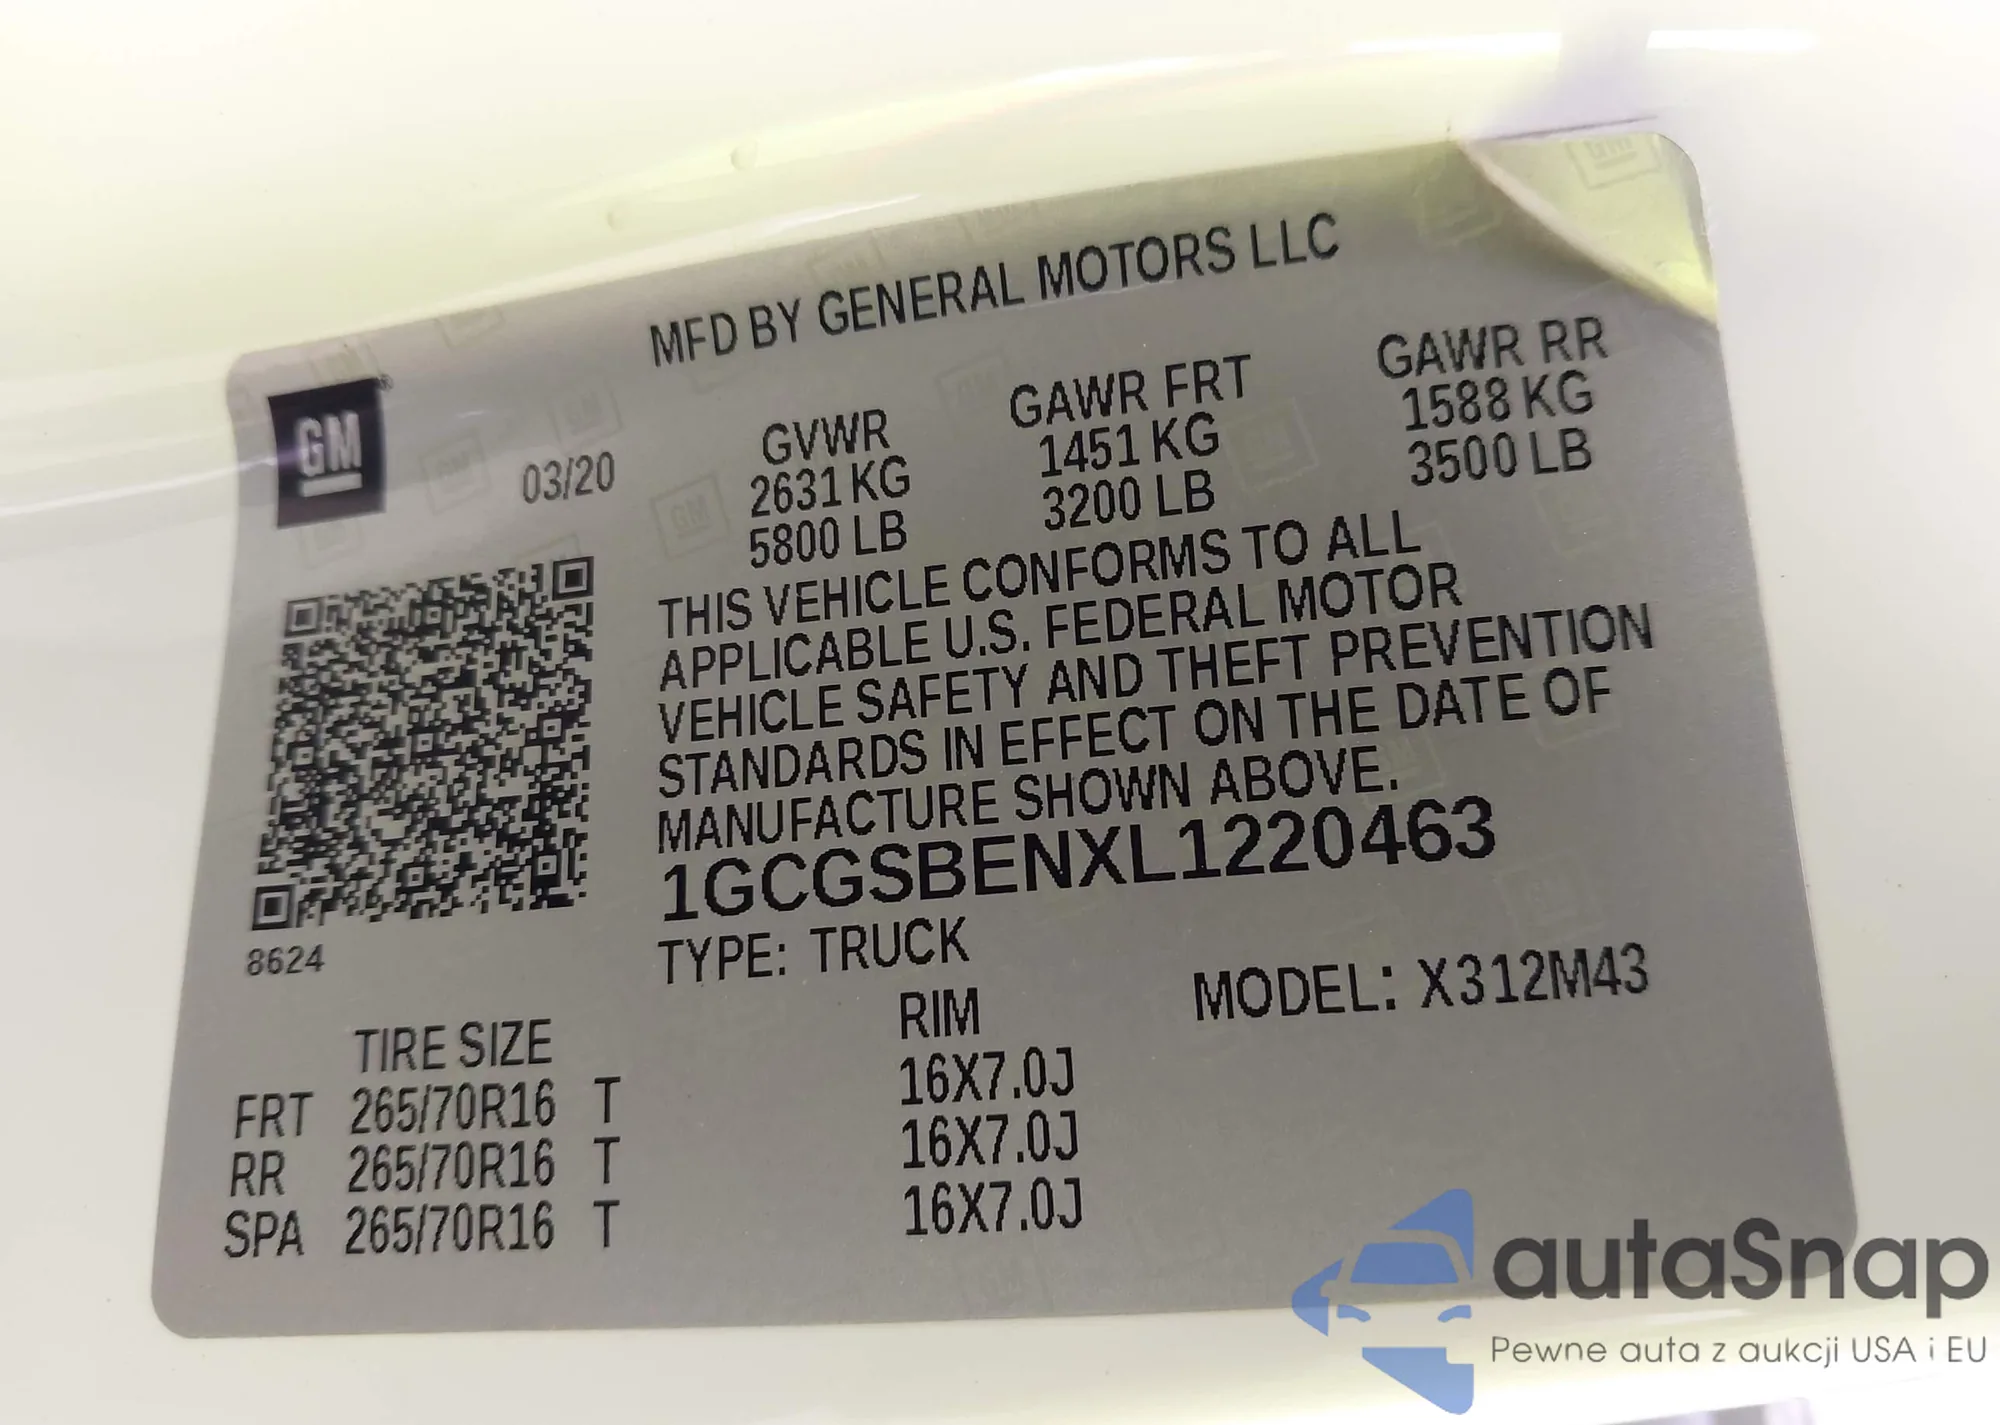 MFD BY GENERAL MOTORS LLC
GM
®
03/20
GVWR
2631 KG
5800 LB
GAWR FRT
1451 KG
3200 LB
GAWR RR
1588 KG
3500 LB
THIS VEHICLE CONFORMS TO ALL
APPLICABLE U.S. FEDERAL MOTOR
VEHICLE SAFETY AND THEFT PREVENTION
STANDARDS IN EFFECT ON THE DATE OF
MANUFACTURE SHOWN ABOVE.
1GCGSBENXL1220463
8624
TYPE: TRUCK
MODEL: X312M43
TIRE SIZE RIM
FRT 265/70R16 T 16X7.0J
RR 265/70R16 T 16X7.0J
SPA 265/70R16 T 16X7.0J
autaSnap
Pewne auta z aukcji USA i EU